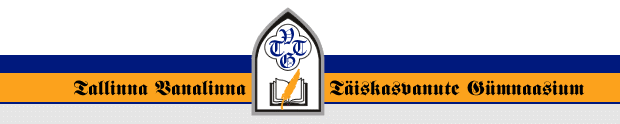 Tallinna Vanalinna Täiskasvanute Gümnaasium
V
T T
G